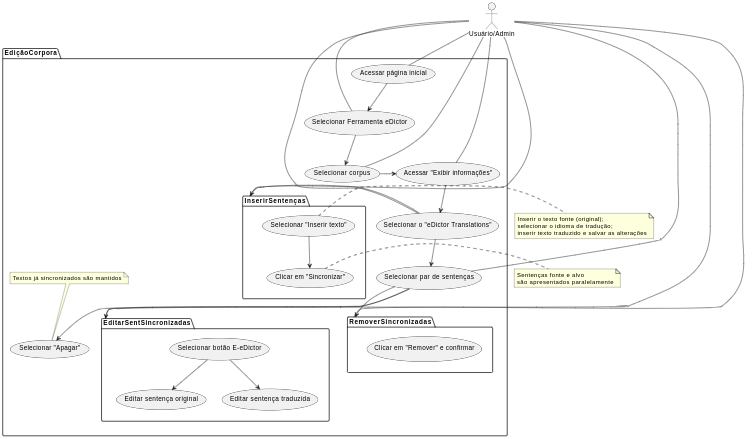 Usuário/Admin
EdiçãoCorpora
Acessar página inicial
Selecionar Ferramenta eDictor
Selecionar corpus
Acessar "Exibir informações"
InserirSentenças
Selecionar "Inserir texto"
Selecionar o "eDictor Translations"
Inserir o texto fonte (original);
selecionar o idioma de tradução;
inserir texto traduzido e salvar as alterações
Clicar em "Sincronizar"
Selecionar par de sentenças
Sentenças fonte e alvo
são apresentados paralelamente
Textos já sincronizados são mantidos
EditarSentSincronizadas
RemoverSincronizadas
Selecionar "Apagar"
Selecionar botão E-eDictor
Clicar em "Remover" e confirmar
Editar sentença original
Editar sentença traduzida